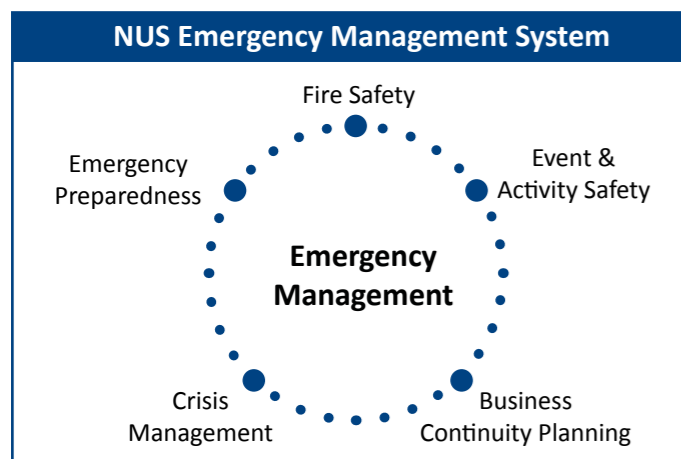 NUS Emergency Management System
Fire Safety
Event &
Activity Safety
Emergency
Preparedness
Emergency
Management
Crisis
Management
Business
Continuity Planning